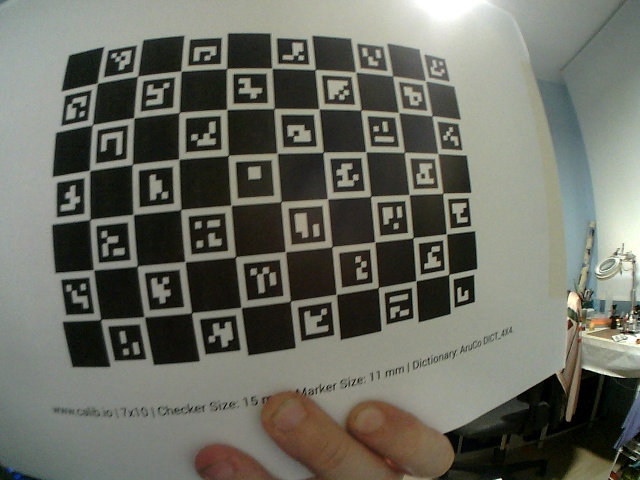 www.calib.io | 7x10 | Checker Size: 15 m Marker Size: 11 mm | Dictionary: AruCo DICT_4X4.